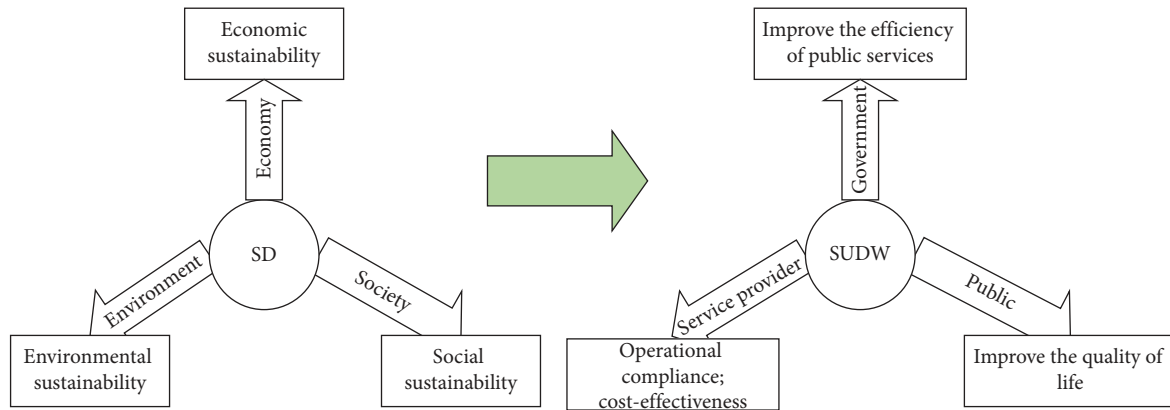 Economic
sustainability
Economy
SD
Environment
Society
Environmental
sustainability
Social
sustainability
Improve the efficiency
of public services
Government
SUDW
Service provider
Public
Operational
compliance;
cost-effectiveness
Improve the quality of
life